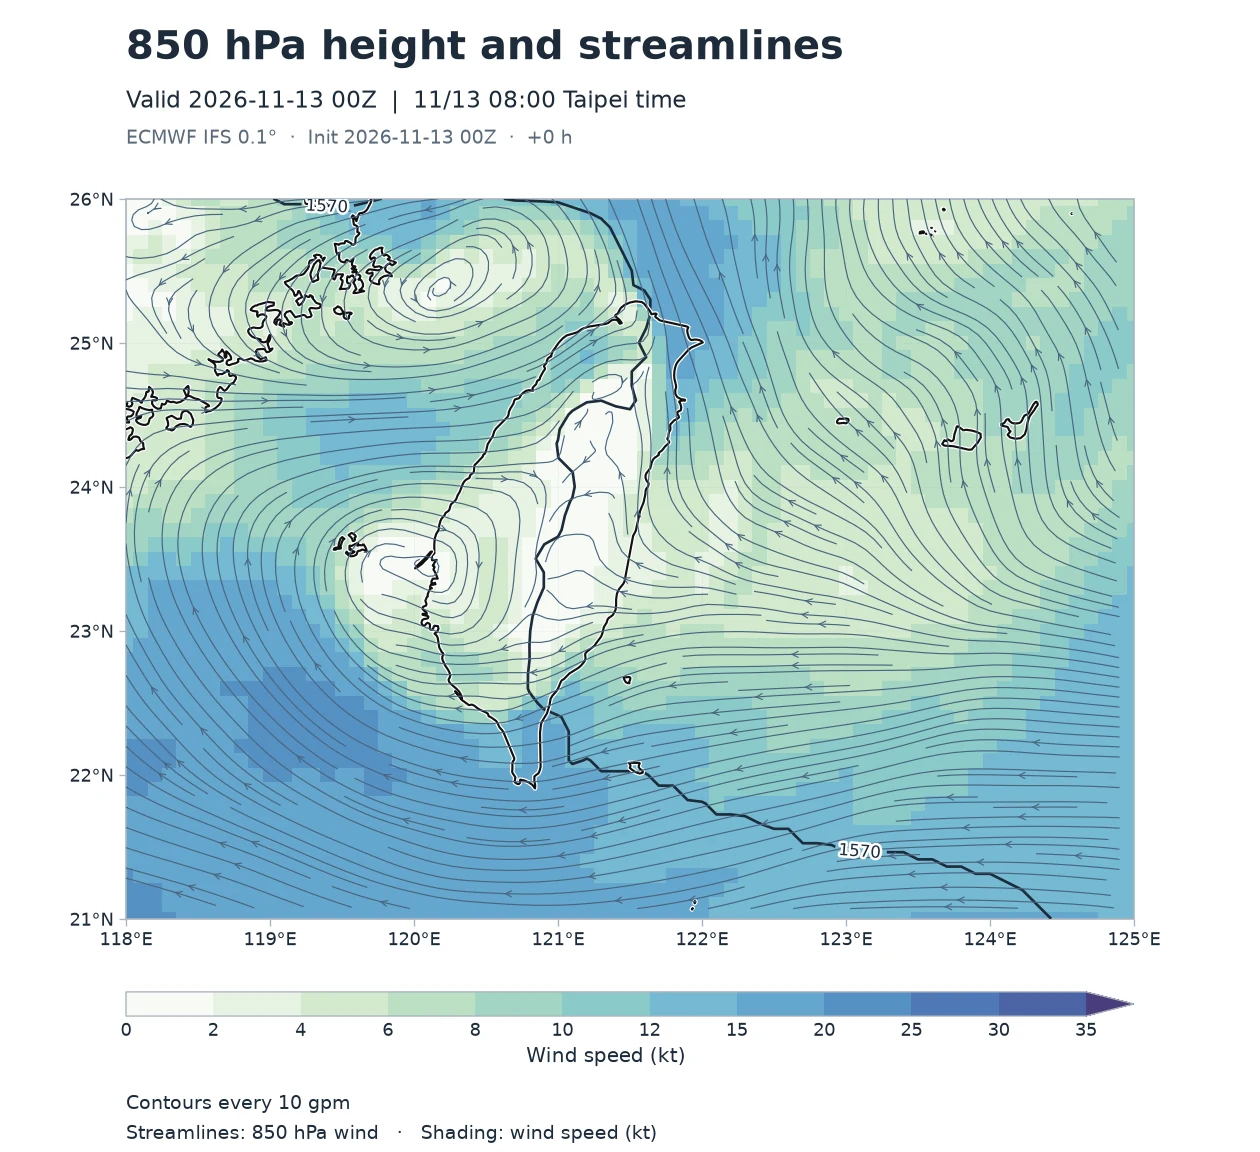 850 hPa height and streamlines
Valid 2026-11-13 00Z | 11/13 08:00 Taipei time
ECMWF IFS 0.1° · Init 2026-11-13 00Z · +0 h
26°N
1570
25°N
24°N
23°N
22°N
1570
21°N
118°E 119°E 120°E 121°E 122°E 123°E 124°E 125°E
0 2 4 6 8 10 12 15 20 25 30 35
Wind speed (kt)
Contours every 10 gpm
Streamlines: 850 hPa wind · Shading: wind speed (kt)